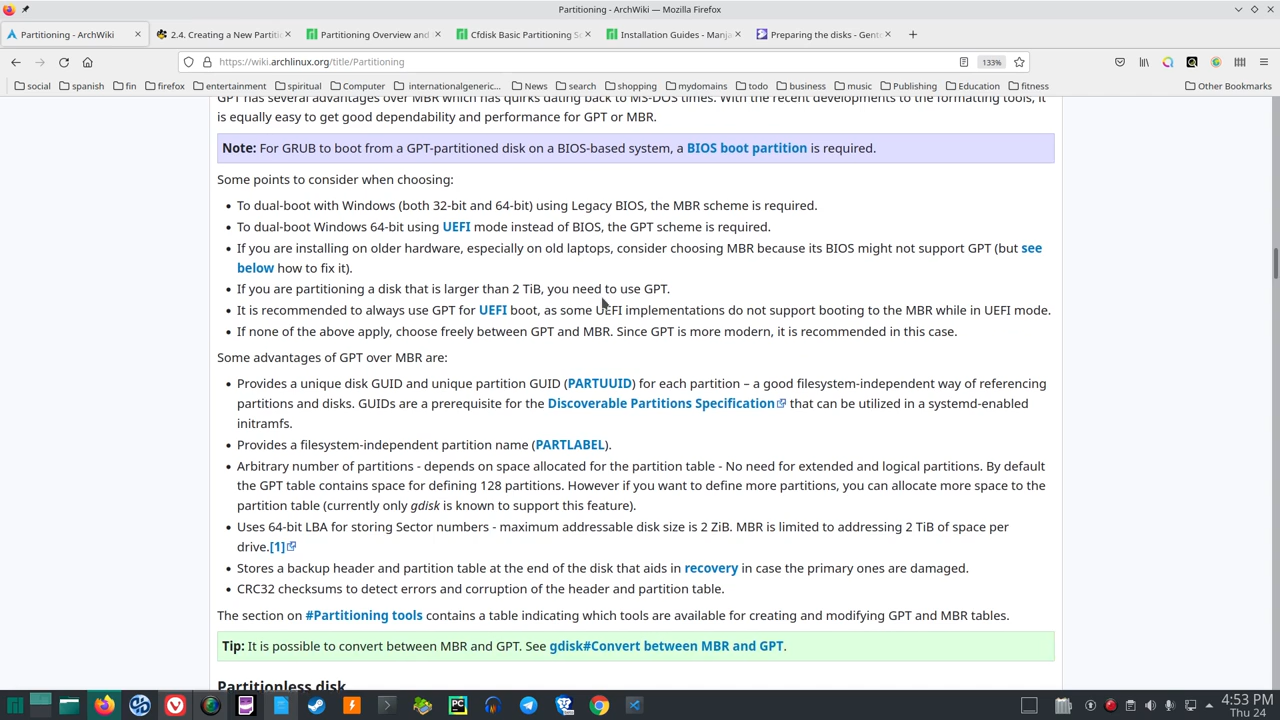 Partitioning - ArchWiki — Mozilla Firefox
Partitioning - ArchWiki
2.4. Creating a New Partiti
Partitioning Overview and
Cfdisk Basic Partitioning Sc
Installation Guides - Manja
Preparing the disks - Gento
https://wiki.archlinux.org/title/Partitioning
133%
social spanish fin firefox entertainment spiritual Computer internationalgeneric... News search shopping mydomains todo business music Publishing Education fitness Other Bookmarks
GPT has several advantages over MBR which has quirks dating back to MS-DOS times. With the recent developments to the formatting tools, it
is equally easy to get good dependability and performance for GPT or MBR.
Note: For GRUB to boot from a GPT-partitioned disk on a BIOS-based system, a BIOS boot partition is required.
Some points to consider when choosing:
• To dual-boot with Windows (both 32-bit and 64-bit) using Legacy BIOS, the MBR scheme is required.
• To dual-boot Windows 64-bit using UEFI mode instead of BIOS, the GPT scheme is required.
• If you are installing on older hardware, especially on old laptops, consider choosing MBR because its BIOS might not support GPT (but see
below how to fix it).
• If you are partitioning a disk that is larger than 2 TiB, you need to use GPT.
• It is recommended to always use GPT for UEFI boot, as some UEFI implementations do not support booting to the MBR while in UEFI mode.
• If none of the above apply, choose freely between GPT and MBR. Since GPT is more modern, it is recommended in this case.
Some advantages of GPT over MBR are:
• Provides a unique disk GUID and unique partition GUID (PARTUUID) for each partition – a good filesystem-independent way of referencing
partitions and disks. GUIDs are a prerequisite for the Discoverable Partitions Specification that can be utilized in a systemd-enabled
initramfs.
• Provides a filesystem-independent partition name (PARTLABEL).
• Arbitrary number of partitions - depends on space allocated for the partition table - No need for extended and logical partitions. By default
the GPT table contains space for defining 128 partitions. However if you want to define more partitions, you can allocate more space to the
partition table (currently only gdisk is known to support this feature).
• Uses 64-bit LBA for storing Sector numbers - maximum addressable disk size is 2 ZiB. MBR is limited to addressing 2 TiB of space per
drive.[1]
• Stores a backup header and partition table at the end of the disk that aids in recovery in case the primary ones are damaged.
• CRC32 checksums to detect errors and corruption of the header and partition table.
The section on #Partitioning tools contains a table indicating which tools are available for creating and modifying GPT and MBR tables.
Tip: It is possible to convert between MBR and GPT. See gdisk#Convert between MBR and GPT.
Partitionless disk
PC
4:53 PM
Thu 24